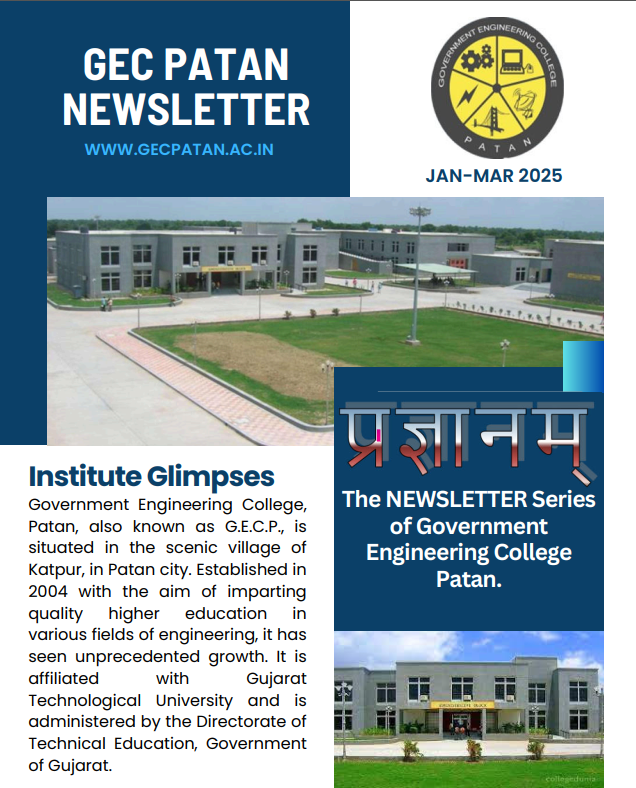 GEC PATAN
NEWSLETTER
WWW.GECPATAN.AC.IN
GOVERNMENT ENGINEERING COLLEGE
PATAN
JAN-MAR 2025
प्रज्ञानम्
The NEWSLETTER Series
of Government
Engineering College
Patan.
Institute Glimpses
Government Engineering College,
Patan, also known as G.E.C.P., is
situated in the scenic village of
Katpur, in Patan city. Established in
2004 with the aim of imparting
quality higher education in
various fields of engineering, it has
seen unprecedented growth. It is
affiliated with Gujarat
Technological University and is
administered by the Directorate of
Technical Education, Government
of Gujarat.
collegedunia